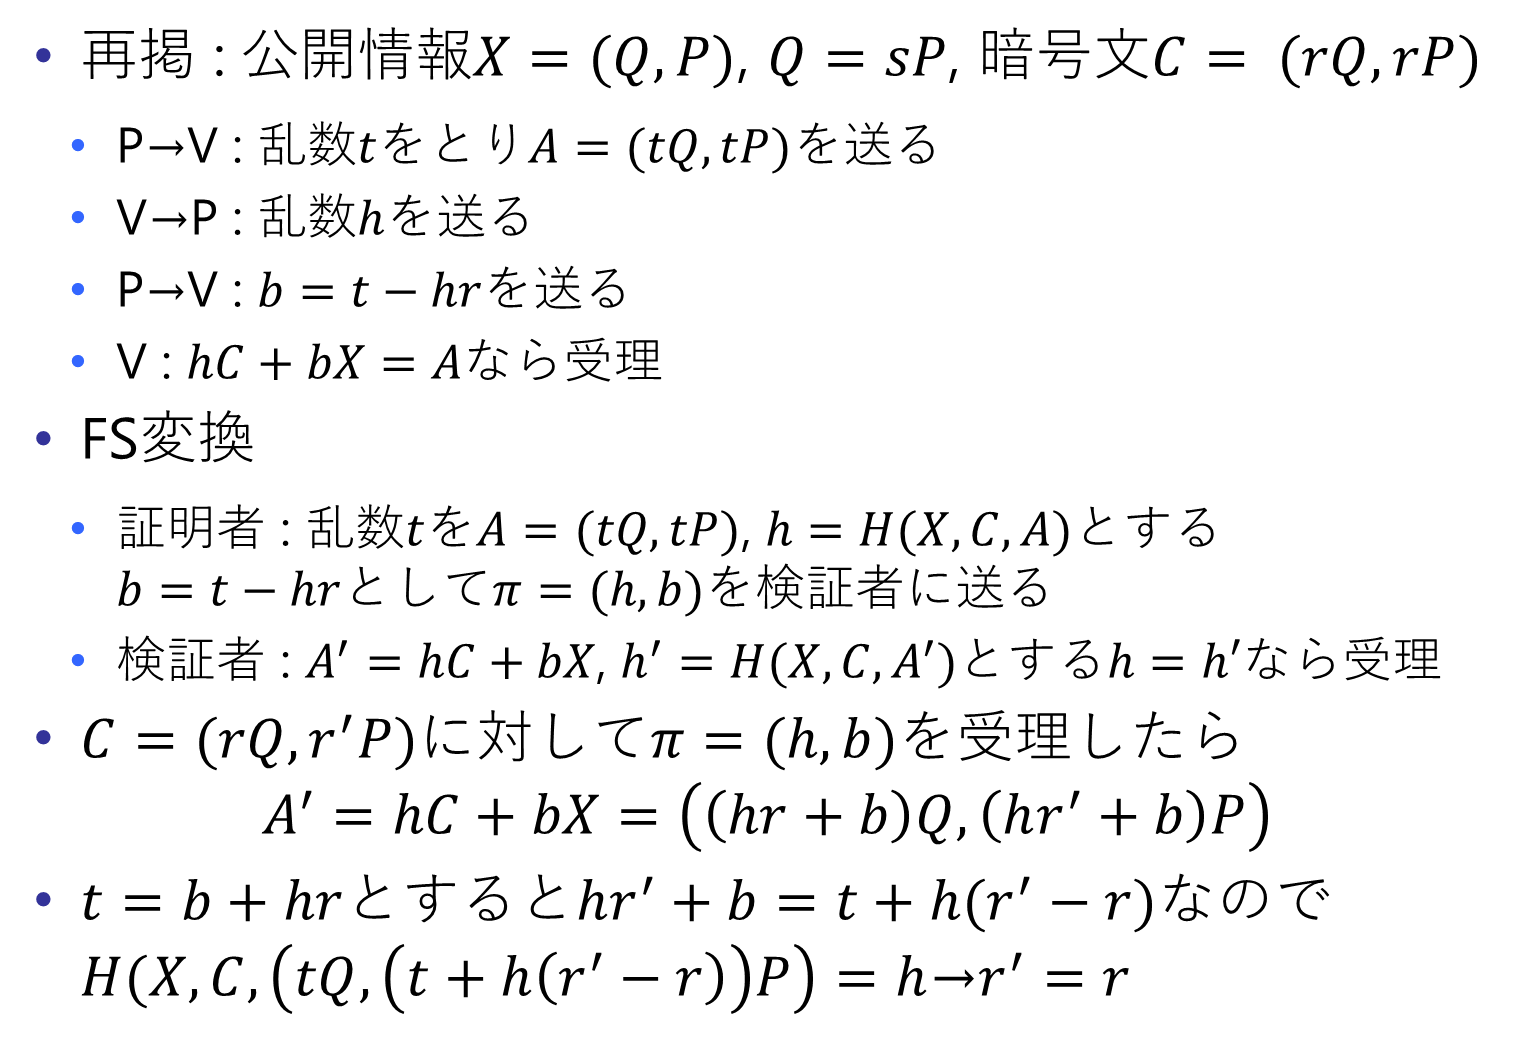 • 再掲 : 公開情報X = (Q, P), Q = sP, 暗号文C = (rQ, rP)
• P→V : 乱数tをとりA = (tQ, tP)を送る
• V→P : 乱数hを送る
• P→V : b = t − hrを送る
• V : hC + bX = Aなら受理
• FS変換
• 証明者 : 乱数tをA = (tQ, tP), h = H(X, C, A)とする
b = t − hrとしてπ = (h, b)を検証者に送る
• 検証者 : A′ = hC + bX, h′ = H(X, C, A′)とするh = h′なら受理
• C = (rQ, r′P)に対してπ = (h, b)を受理したら
A′ = hC + bX = ((hr + b)Q, (hr′ + b)P)
• t = b + hrとするとhr′ + b = t + h(r′ − r)なので
H(X, C, (tQ, (t + h(r′ − r))P) = h→r′ = r